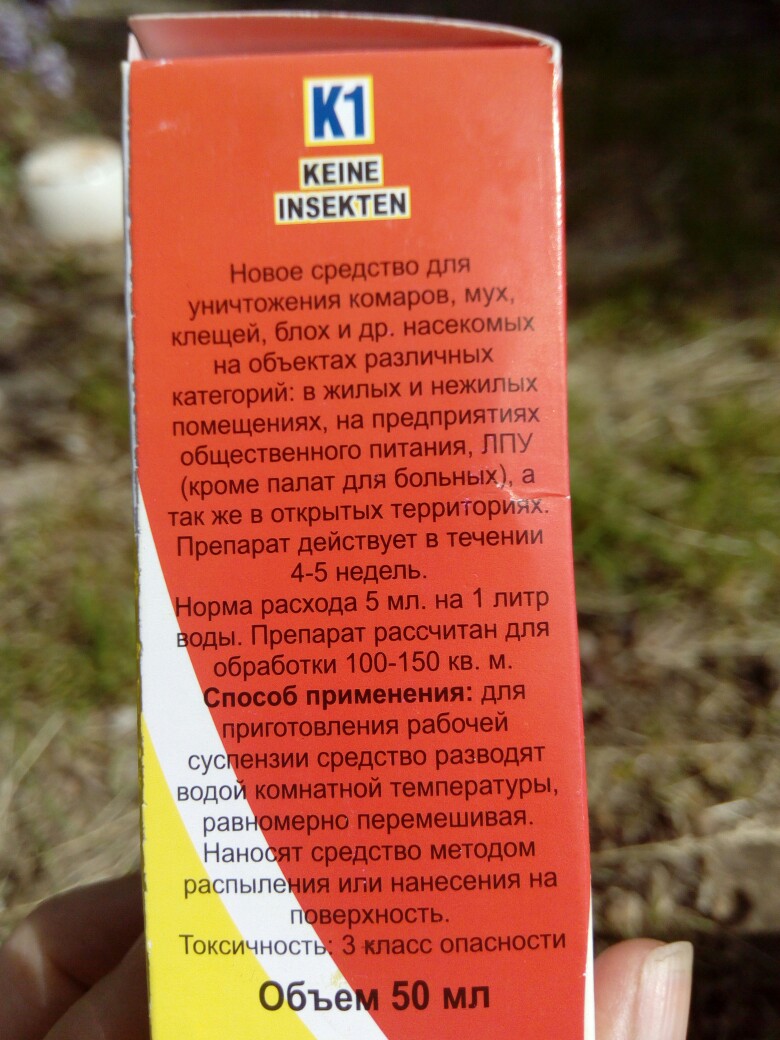 K1
KEINE
INSEKTEN
Новое средство для
уничтожения комаров, мух,
клещей, блох и др. насекомых
на объектах различных
категорий: в жилых и нежилых
помещениях, на предприятиях
общественного питания, ЛПУ
(кроме палат для больных), а
так же в открытых территориях.
Препарат действует в течении
4-5 недель.
Норма расхода 5 мл. на 1 литр
воды. Препарат рассчитан для
обработки 100-150 кв. м.
Способ применения: для
приготовления рабочей
суспензии средство разводят
водой комнатной температуры,
равномерно перемешивая.
Наносят средство методом
распыления или нанесения на
поверхность.
Токсичность: 3 класс опасности
Объем 50 мл